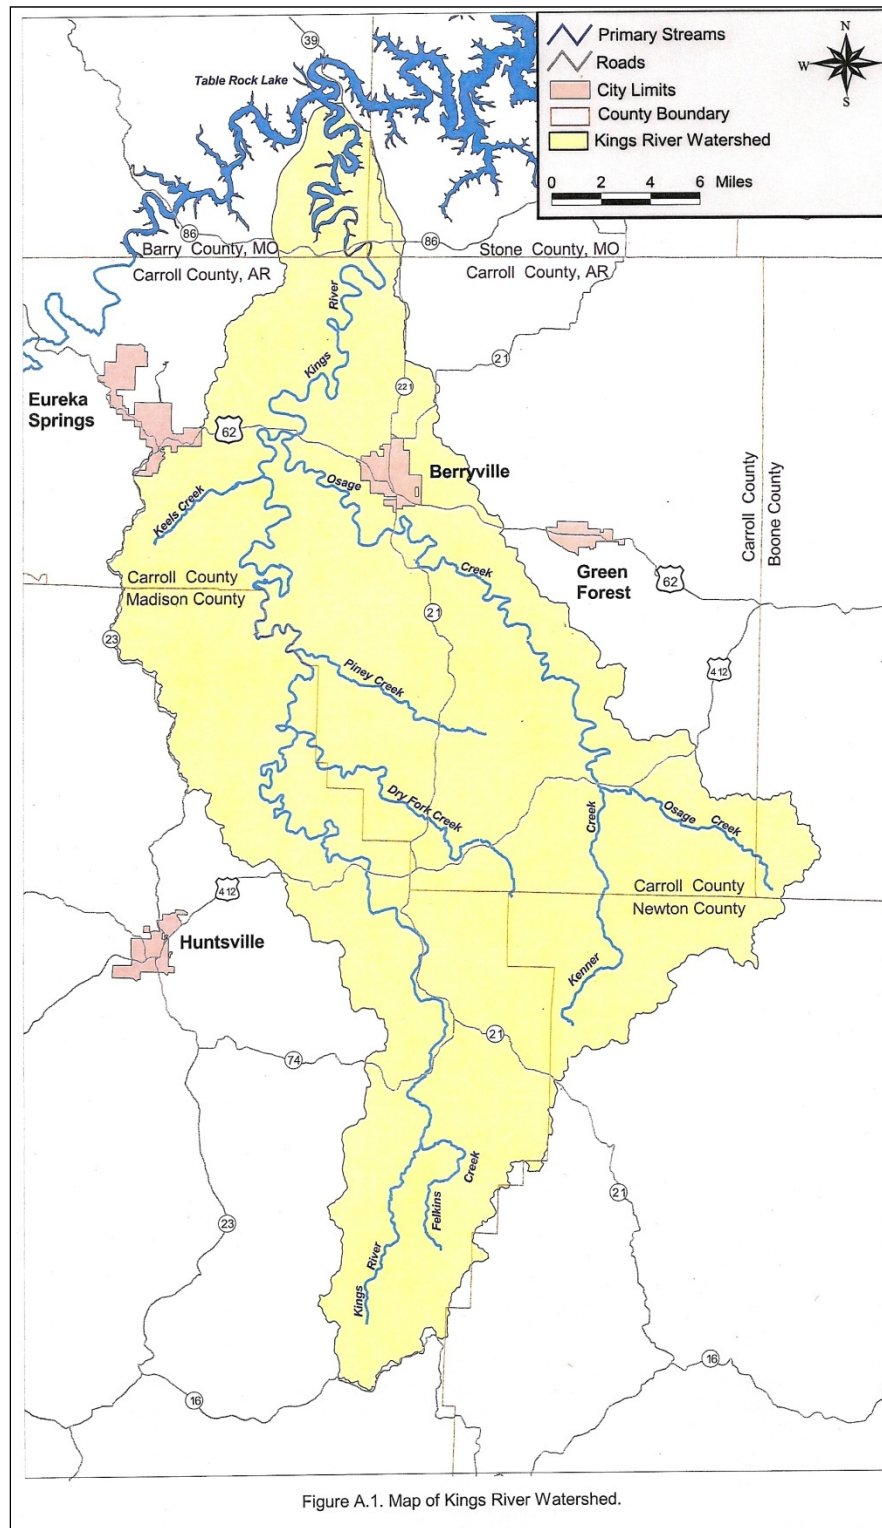 39
Table Rock Lake
Primary Streams
Roads
City Limits
County Boundary
Kings River Watershed
0 2 4 6 Miles
N
W
S
86
Barry County, MO
Carroll County, AR
86
Stone County, MO
Carroll County, AR
Kings River
21
221
Eureka
Springs
62
Berryville
Osage
Keels Creek
Carroll County
Boone County
Green
Forest
62
Creek
Carroll County
Madison County
21
23
412
Piney Creek
Dry Fork Creek
Creek
Osage Creek
412
Carroll County
Newton County
Huntsville
Kenner
21
74
Creek
Felkins
21
23
River
Kings
16
16
Figure A.1. Map of Kings River Watershed.